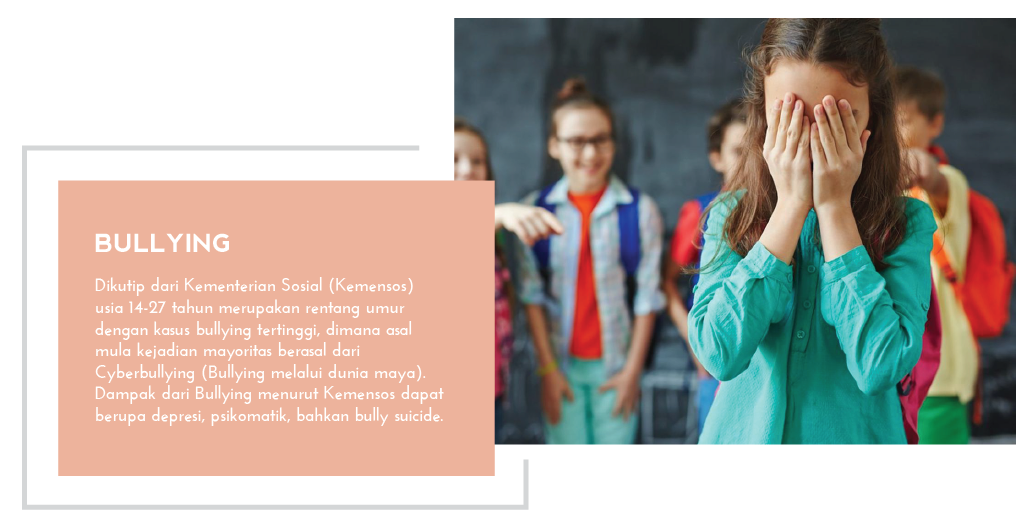 BULLYING
Dikutip dari Kementerian Sosial (Kemensos)
usia 14-27 tahun merupakan rentang umur
dengan kasus bullying tertinggi, dimana asal
mula kejadian mayoritas berasal dari
Cyberbullying (Bullying melalui dunia maya).
Dampak dari Bullying menurut Kemensos dapat
berupa depresi, psikomatik, bahkan bully suicide.